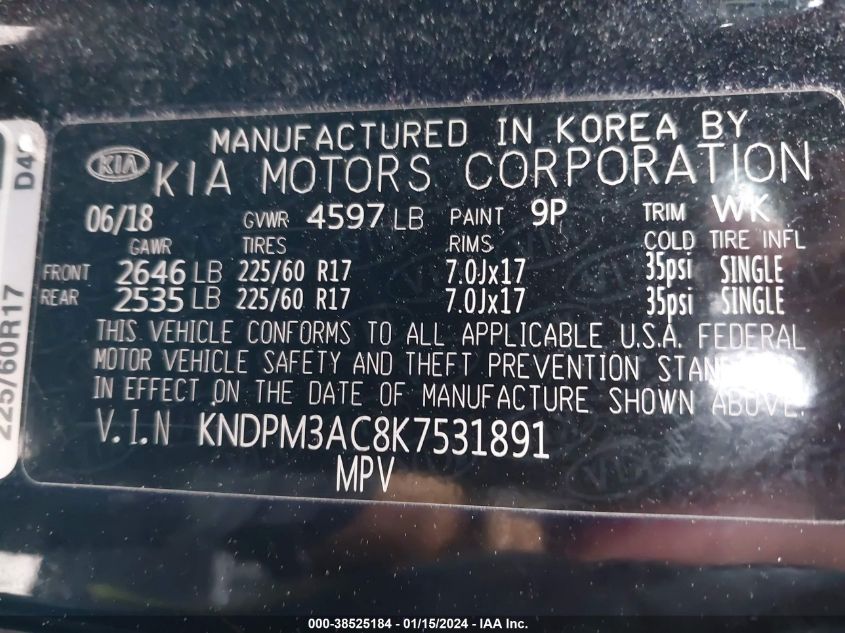 MANUFACTURED IN KOREA BY
KIA KIA MOTORS CORPORATION
06/18 GVWR 4597 LB PAINT 9P TRIM WK
GAWR TIRES RIMS COLD TIRE INFL
FRONT 2646 LB 225/60 R17 7.0Jx17 35psi SINGLE
REAR 2535 LB 225/60 R17 7.0Jx17 35psi SINGLE
THIS VEHICLE CONFORMS TO ALL APPLICABLE U.S.A. FEDERAL
MOTOR VEHICLE SAFETY AND THEFT PREVENTION
IN EFFECT ON THE DATE OF MANUFACTURE SHOWN ABOVE.
V.I.N KNDPM3AC8K7531891
MPV
D4
225/60R17
000-38525184 - 01/15/2024 - IAA Inc.